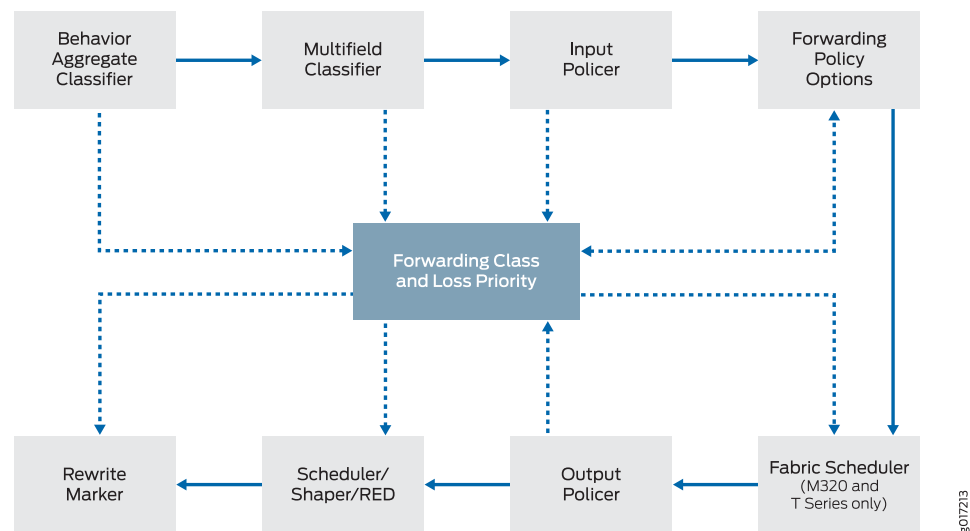 Behavior
Aggregate
Classifier
Multifield
Classifier
Input
Policer
Forwarding
Policy
Options
Forwarding Class
and Loss Priority
Rewrite
Marker
Scheduler/
Shaper/RED
Output
Policer
Fabric Scheduler
(M320 and
T Series only)
g017213